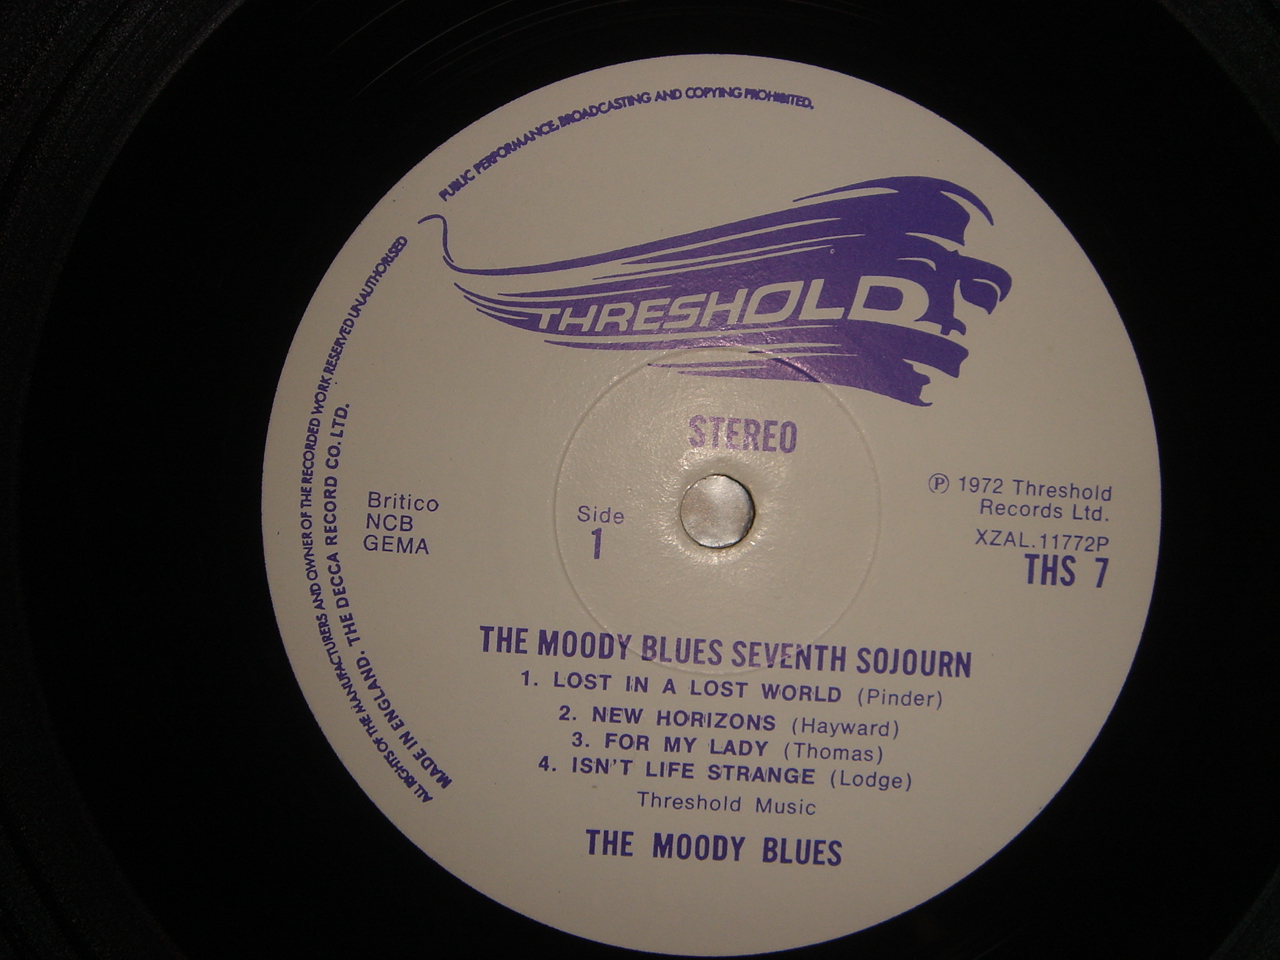 PUBLIC PERFORMANCE, BROADCASTING AND COPYING PROHIBITED.
ALL RIGHTS OF THE MANUFACTURERS AND OWNER OF THE RECORDED WORK RESERVED UNAUTHORISED
MADE IN ENGLAND. THE DECCA RECORD CO. LTD.
THRESHOLD
STEREO
Britico
NCB
GEMA
Side
1
℗ 1972 Threshold
Records Ltd.
XZAL.11772P
THS 7
THE MOODY BLUES SEVENTH SOJOURN
1. LOST IN A LOST WORLD (Pinder)
2. NEW HORIZONS (Hayward)
3. FOR MY LADY (Thomas)
4. ISN'T LIFE STRANGE (Lodge)
Threshold Music
THE MOODY BLUES